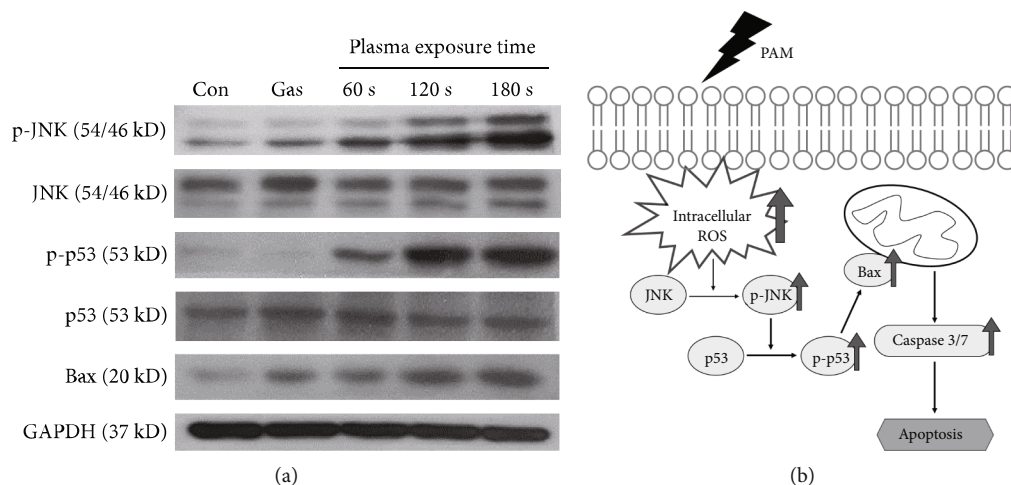 Plasma exposure time
Con Gas 60 s 120 s 180 s
p-JNK (54/46 kD)
JNK (54/46 kD)
p-p53 (53 kD)
p53 (53 kD)
Bax (20 kD)
GAPDH (37 kD)
(a)
PAM
Intracellular
ROS
JNK
p-JNK
Bax
p53
p-p53
Caspase 3/7
Apoptosis
(b)